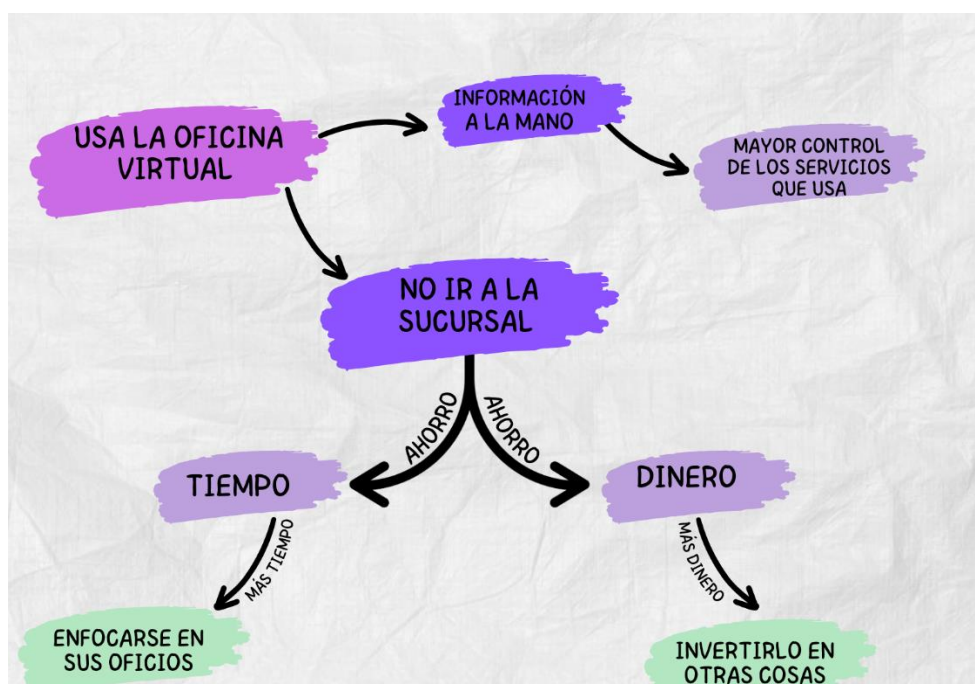 USA LA OFICINA
VIRTUAL
INFORMACIÓN
A LA MANO
MAYOR CONTROL
DE LOS SERVICIOS
QUE USA
NO IR A LA
SUCURSAL
AHORRO
AHORRO
TIEMPO
DINERO
MÁS TIEMPO
MÁS DINERO
ENFOCARSE EN
SUS OFICIOS
INVERTIRLO EN
OTRAS COSAS